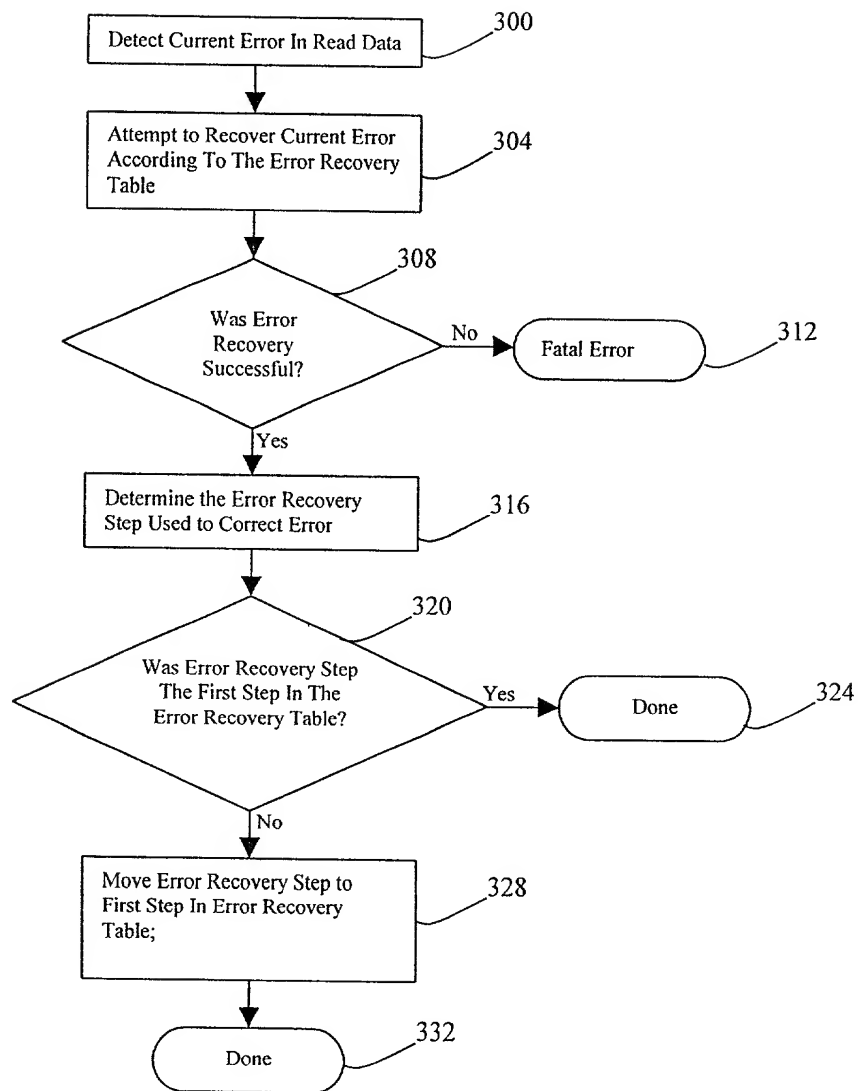 Detect Current Error In Read Data
300
Attempt to Recover Current Error
According To The Error Recovery
Table
304
308
Was Error
Recovery
Successful?
No
Fatal Error
312
Yes
Determine the Error Recovery
Step Used to Correct Error
316
320
Was Error Recovery Step
The First Step In The
Error Recovery Table?
Yes
Done
324
No
Move Error Recovery Step to
First Step In Error Recovery
Table;
328
332
Done